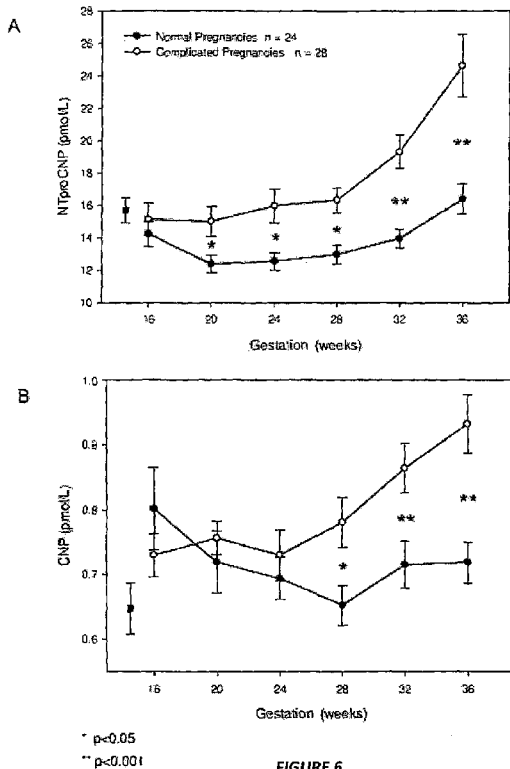 A
28
26
24
22
20
18
16
14
12
10
NTproCNP (pmol/L)
Normal Pregnancies n = 24
Complicated Pregnancies n = 28
*
*
*
**
**
16 20 24 28 32 36
Gestation (weeks)
B
1.0
0.9
0.8
0.7
0.6
CNP (pmol/L)
*
**
**
16 20 24 28 32 36
Gestation (weeks)
* p<0.05
** p<0.001
FIGURE 6